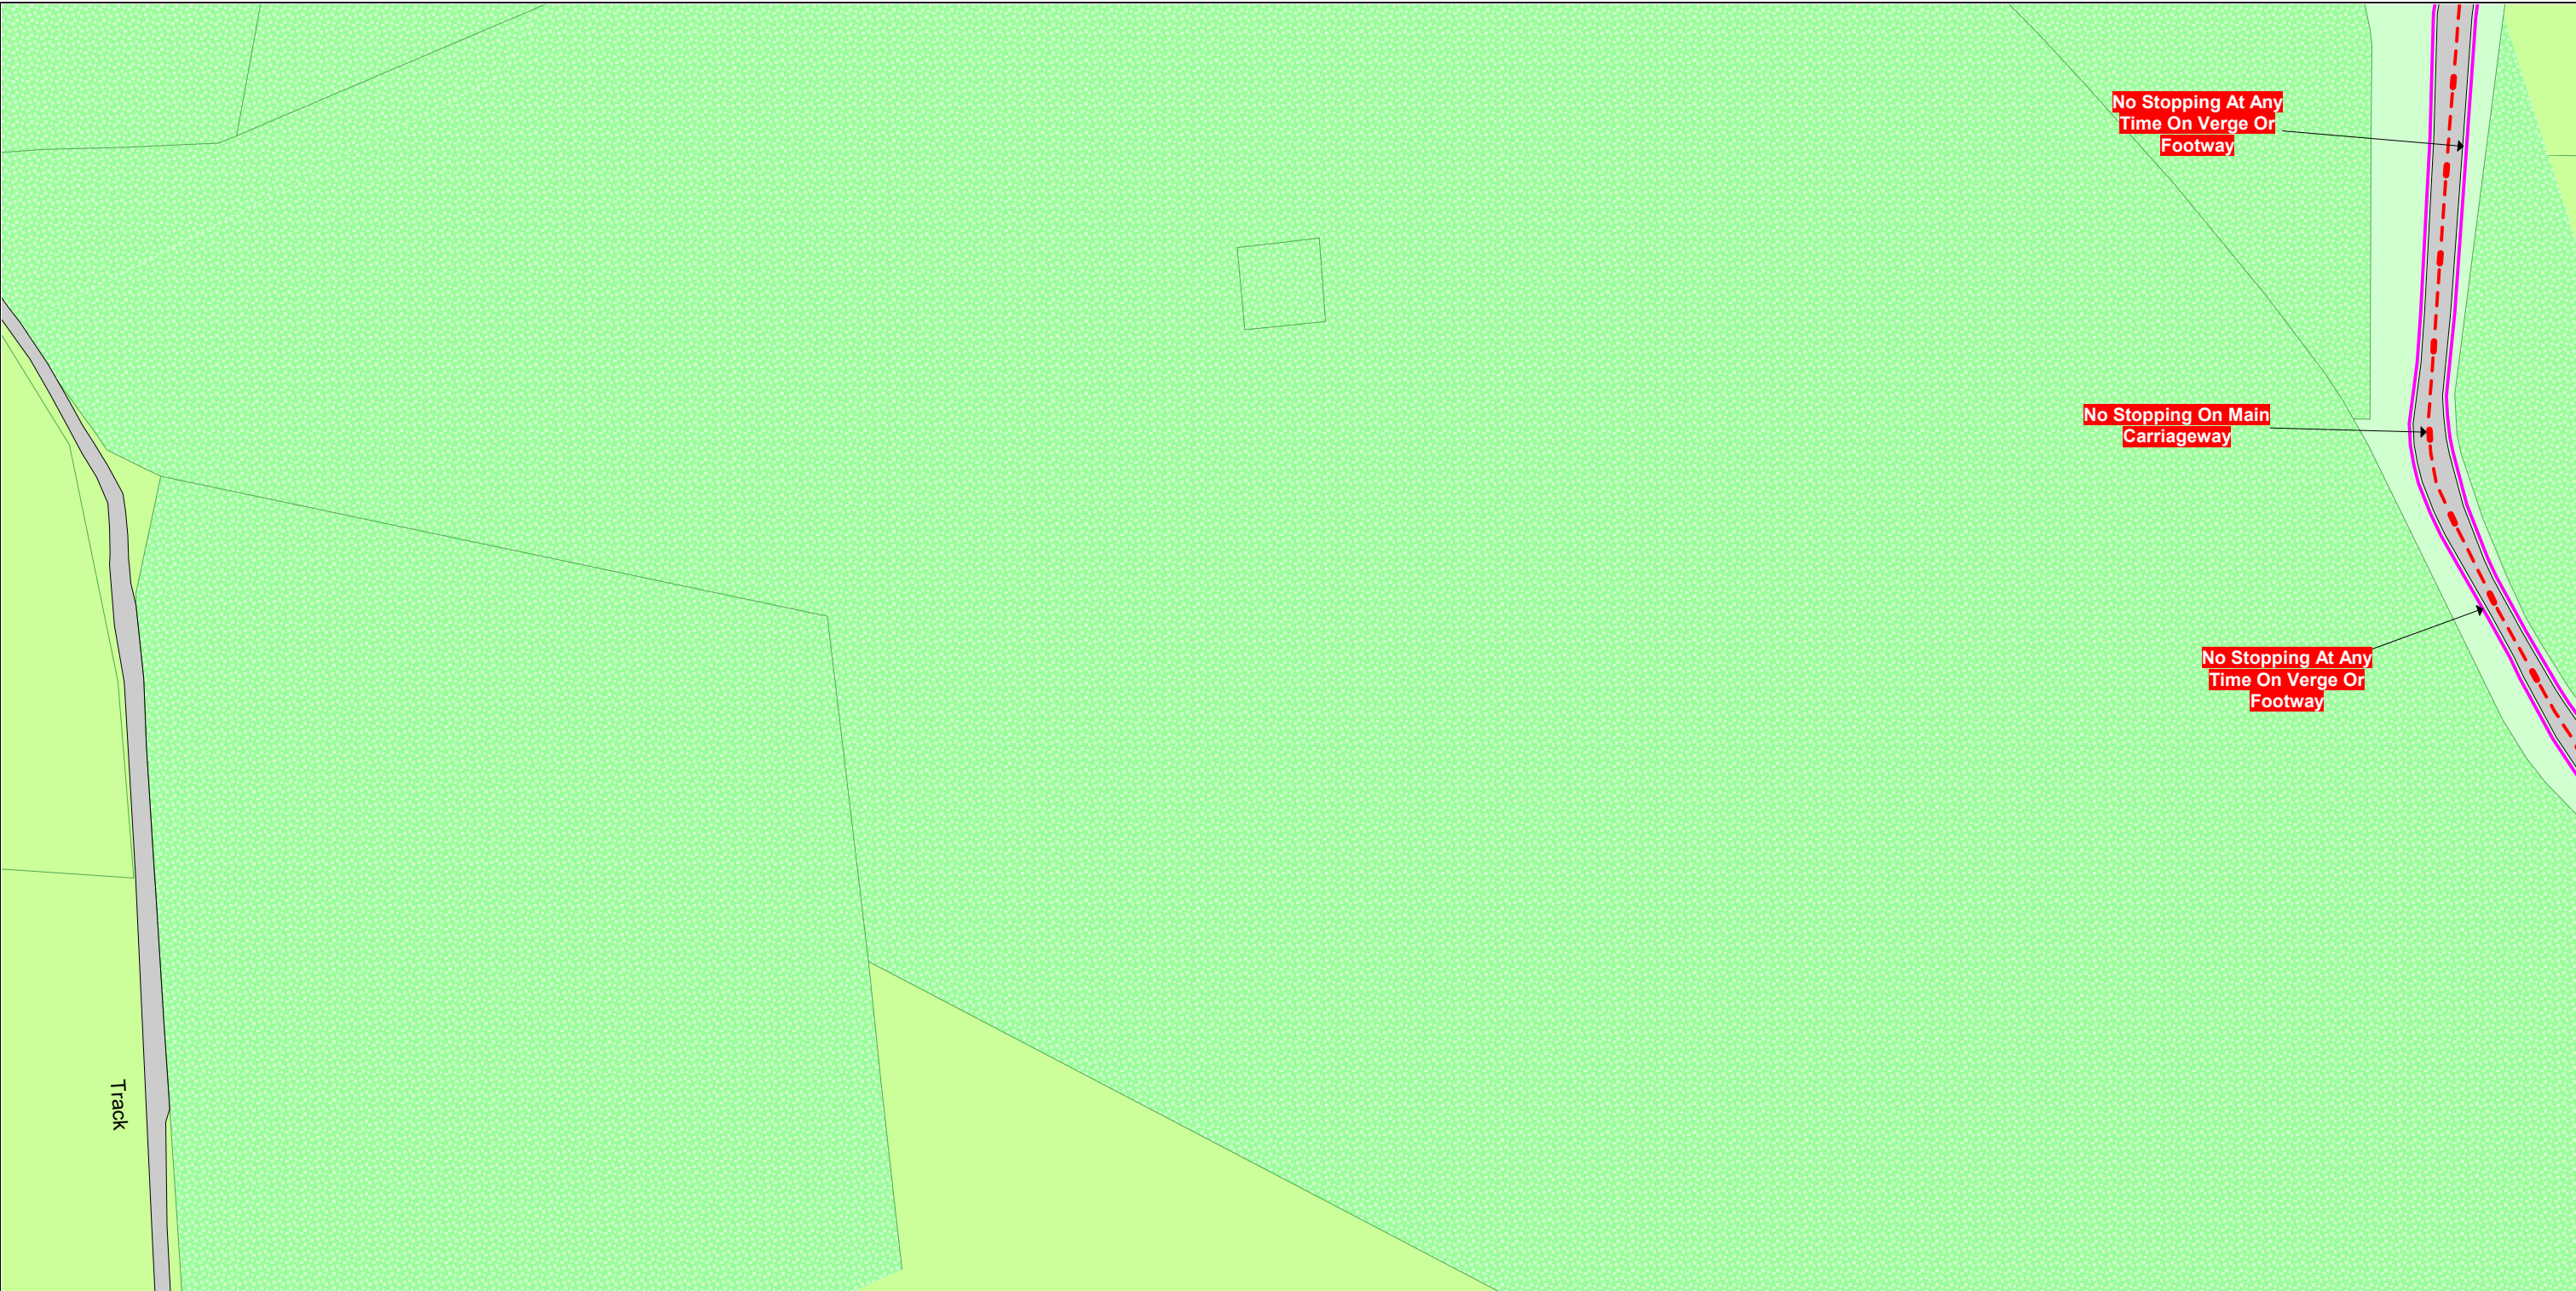 No Stopping At Any
Time On Verge Or
Footway
No Stopping On Main
Carriageway
No Stopping At Any
Time On Verge Or
Footway
Track